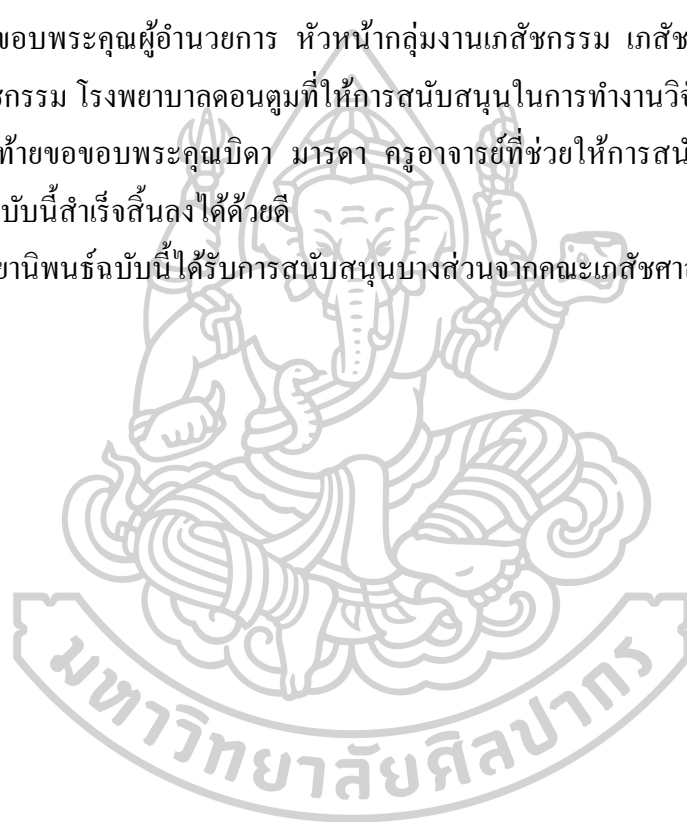 ขอบพระคุณผู้อำนวยการ หัวหน้ากลุ่มงานเภสัชกรรม เภสัช
ชกรรม โรงพยาบาลดอนตูมที่ให้การสนับสนุนในการทำงานวิจั
ท้ายขอขอบพระคุณบิดา มารดา ครูอาจารย์ที่ช่วยให้การสนั
บับนี้สำเร็จสิ้นลงได้ด้วยดี
ยานิพนธ์ฉบับนี้ได้รับการสนับสนุนบางส่วนจากคณะเภสัชศา
มหาวิทยาลัยศิลปากร